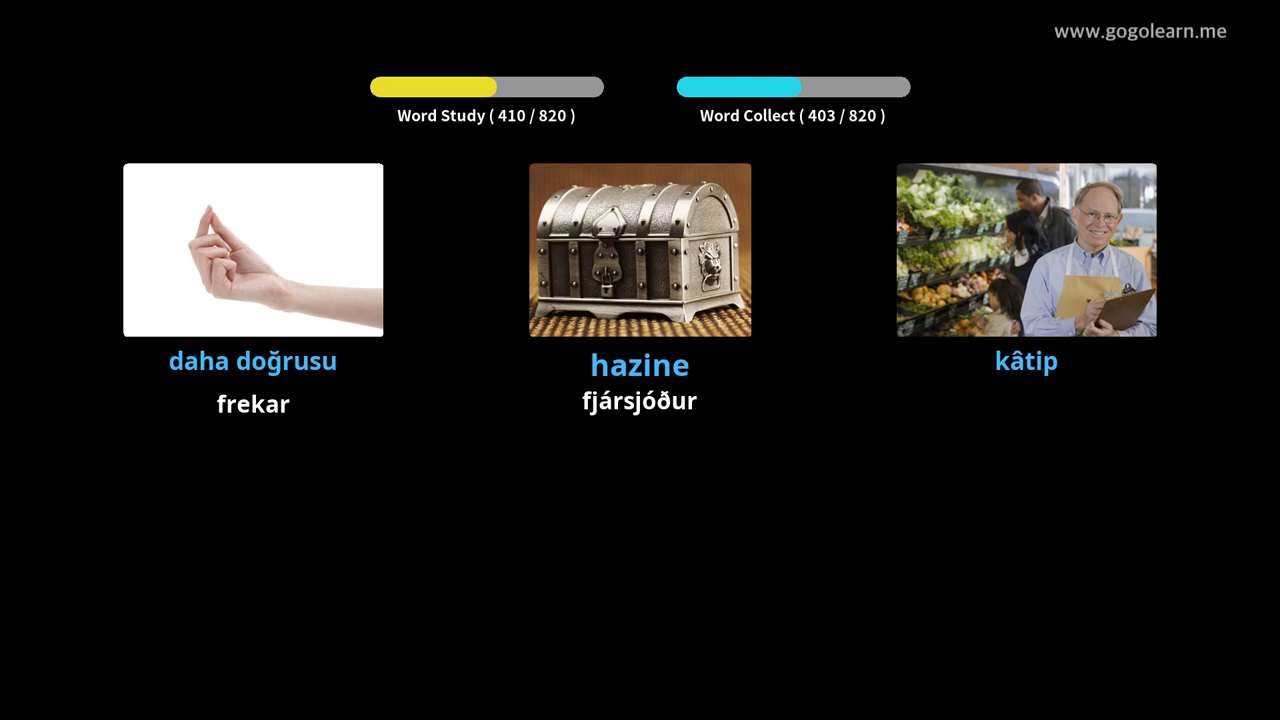 www.gogolearn.me
Word Study ( 410 / 820 )
Word Collect ( 403 / 820 )
daha doğrusu
frekar
hazine
fjársjóður
kâtip